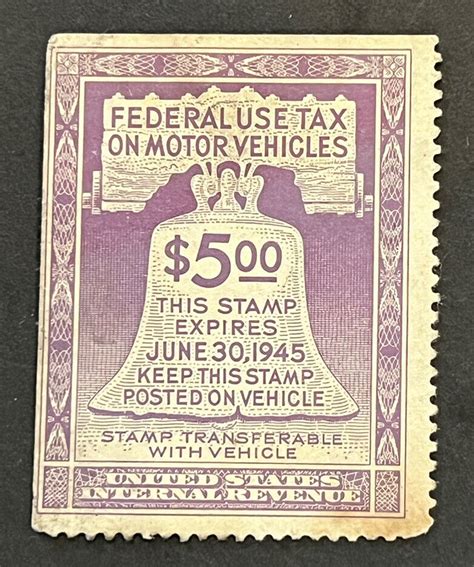 FEDERAL USE TAX
ON MOTOR VEHICLES
$5.00
THIS STAMP
EXPIRES
JUNE 30, 1945
KEEP THIS STAMP
POSTED ON VEHICLE
STAMP TRANSFERABLE
WITH VEHICLE
UNITED STATES
INTERNAL REVENUE